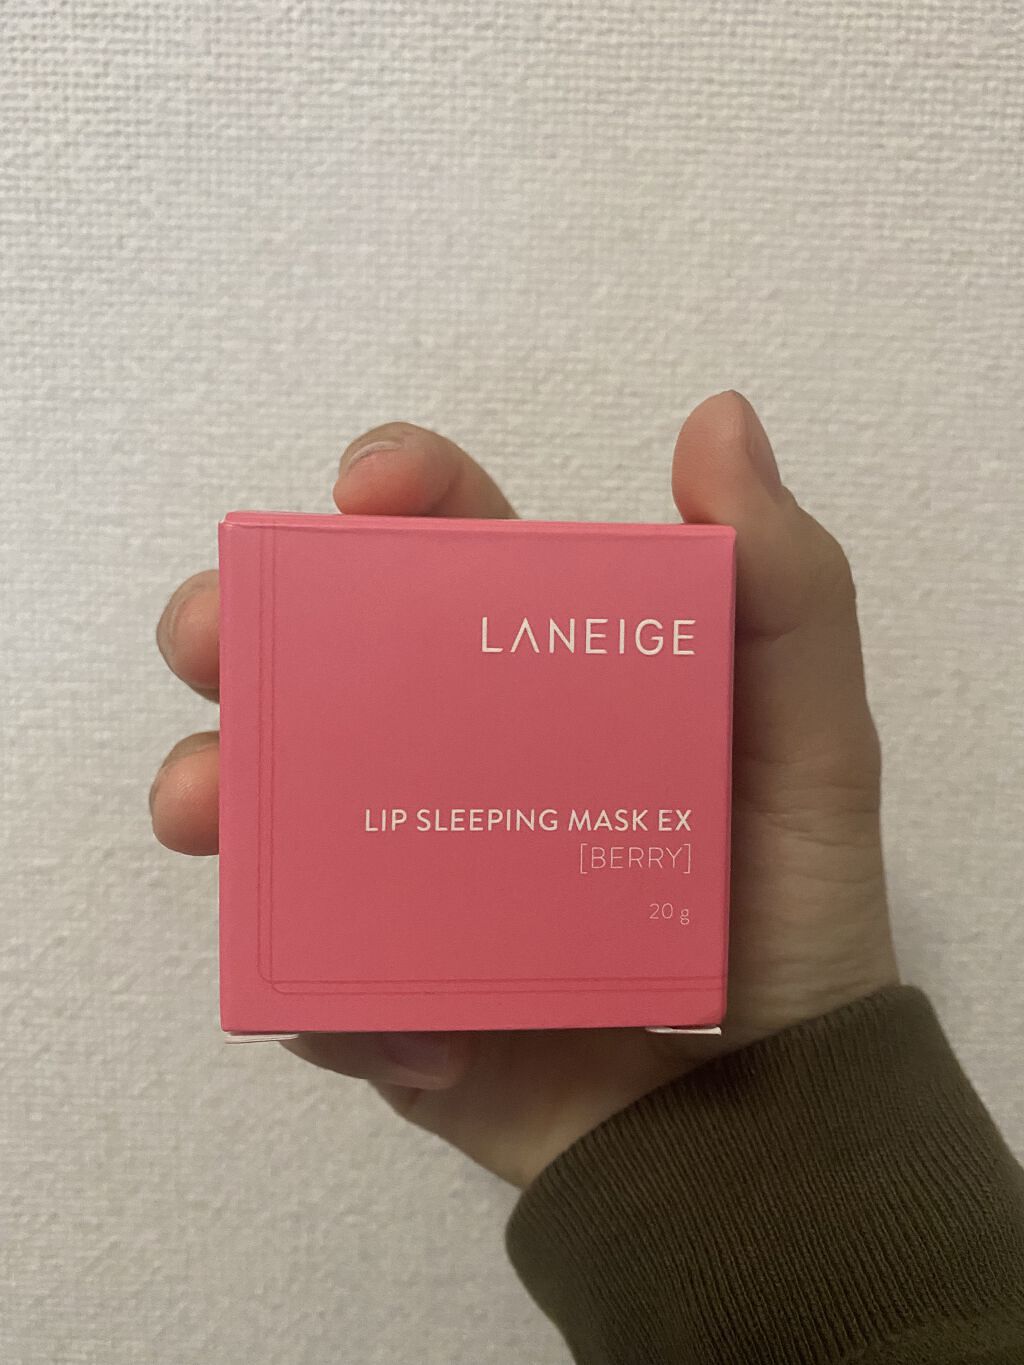 LANEIGE
LIP SLEEPING MASK EX
[BERRY]
20 g